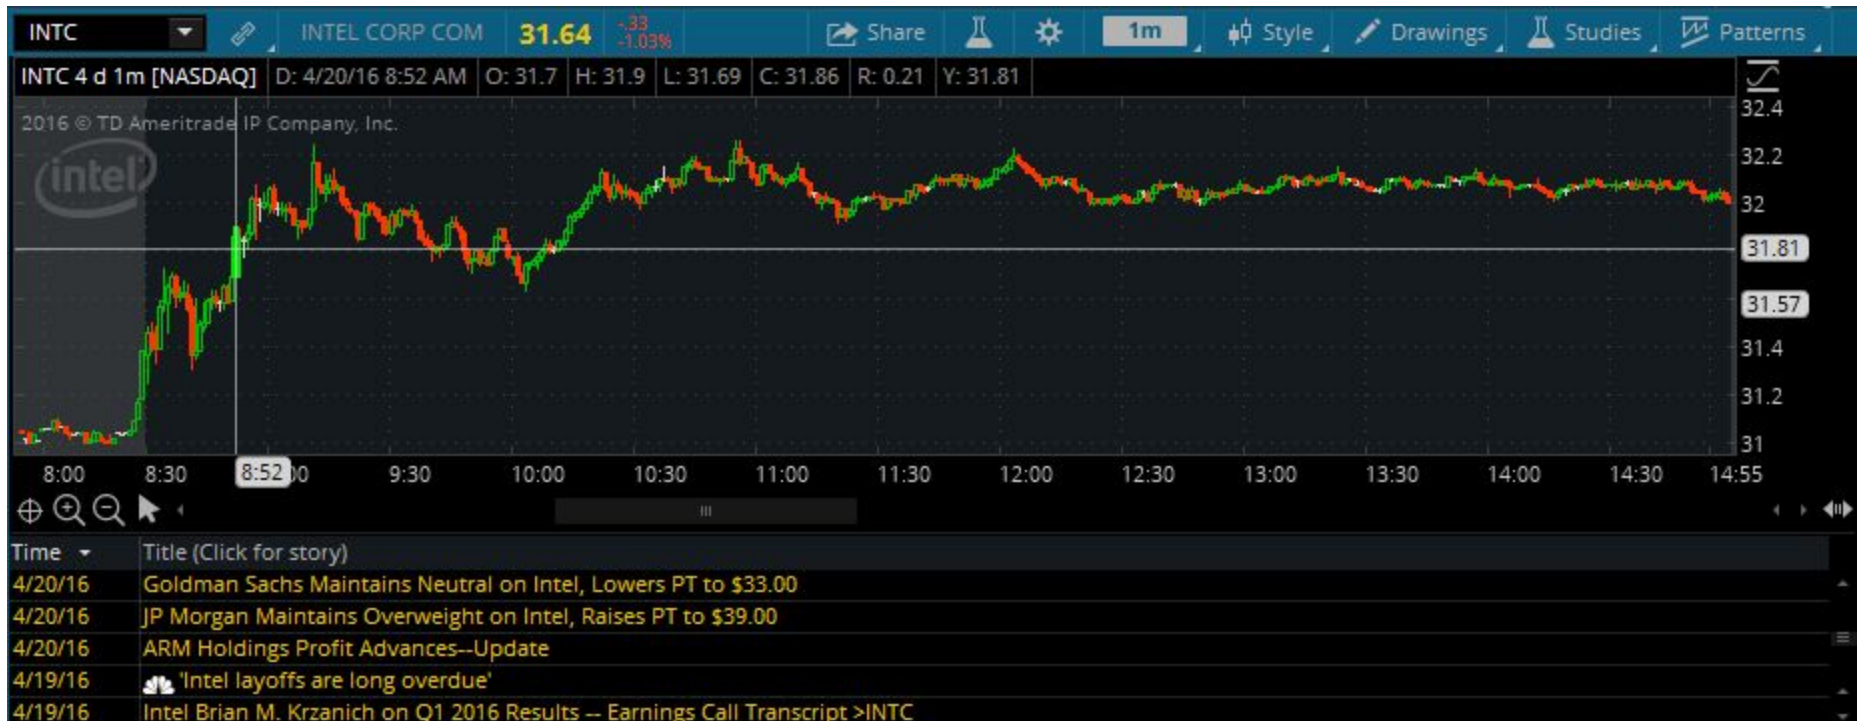 INTC INTEL CORP COM 31.64 -.33 -1.03% Share 1m Style Drawings Studies Patterns
INTC 4 d 1m [NASDAQ] D: 4/20/16 8:52 AM O: 31.7 H: 31.9 L: 31.69 C: 31.86 R: 0.21 Y: 31.81
2016 © TD Ameritrade IP Company, Inc.
intel
32.4
32.2
32
31.81
31.57
31.4
31.2
31
8:00 8:30 8:52 00 9:30 10:00 10:30 11:00 11:30 12:00 12:30 13:00 13:30 14:00 14:30 14:55
Time Title (Click for story)
4/20/16 Goldman Sachs Maintains Neutral on Intel, Lowers PT to $33.00
4/20/16 JP Morgan Maintains Overweight on Intel, Raises PT to $39.00
4/20/16 ARM Holdings Profit Advances--Update
4/19/16 'Intel layoffs are long overdue'
4/19/16 Intel Brian M. Krzanich on Q1 2016 Results -- Earnings Call Transcript >INTC